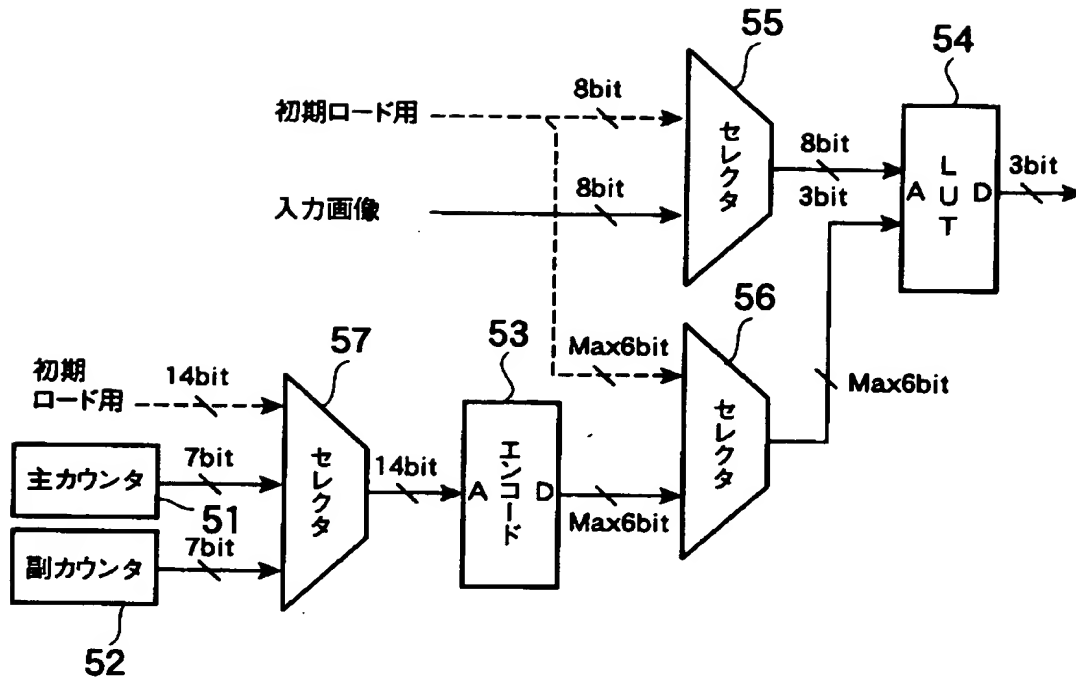 55
54
初期ロード用
8bit
セレクタ
8bit
3bit
A
LUT
D
3bit
入力画像
8bit
56
57
53
Max6bit
セレクタ
Max6bit
初期
ロード用
14bit
セレクタ
14bit
A
エンコード
D
Max6bit
主カウンタ
7bit
51
副カウンタ
7bit
52